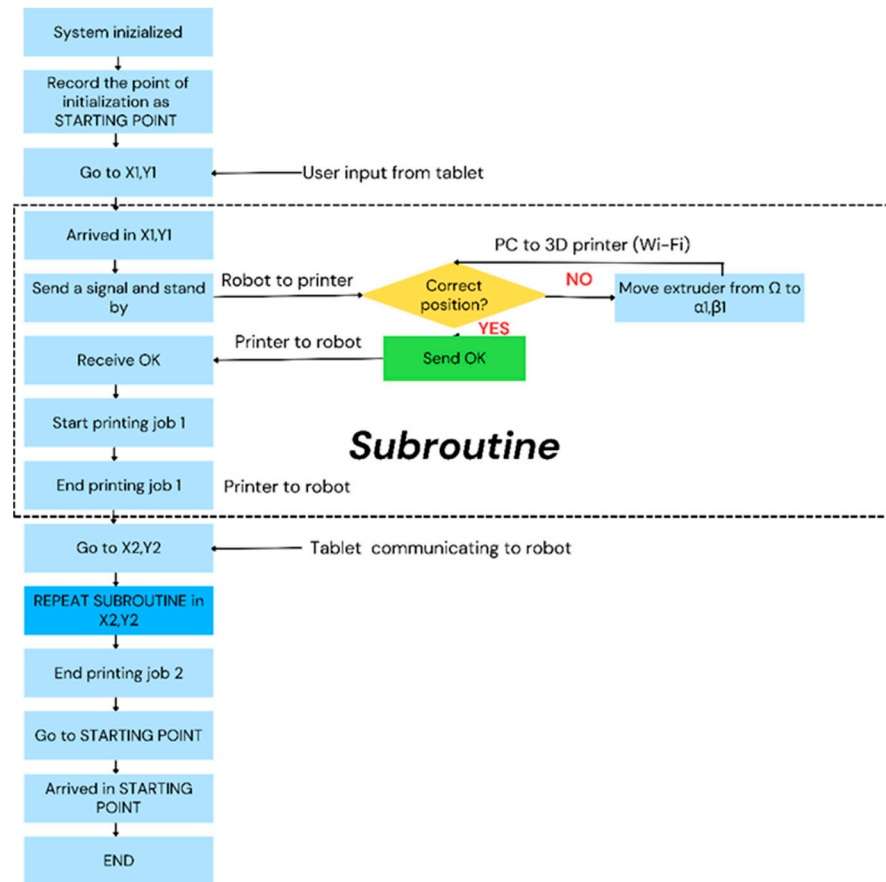 System inizialized
Record the point of
initialization as
STARTING POINT
Go to X1,Y1
User input from tablet
Arrived in X1,Y1
PC to 3D printer (Wi-Fi)
Send a signal and stand
by
Robot to printer
Correct
position?
NO
Move extruder from Ω to
α1,β1
YES
Receive OK
Printer to robot
Send OK
Start printing job 1
Subroutine
End printing job 1
Printer to robot
Go to X2,Y2
Tablet communicating to robot
REPEAT SUBROUTINE in
X2,Y2
End printing job 2
Go to STARTING POINT
Arrived in STARTING
POINT
END